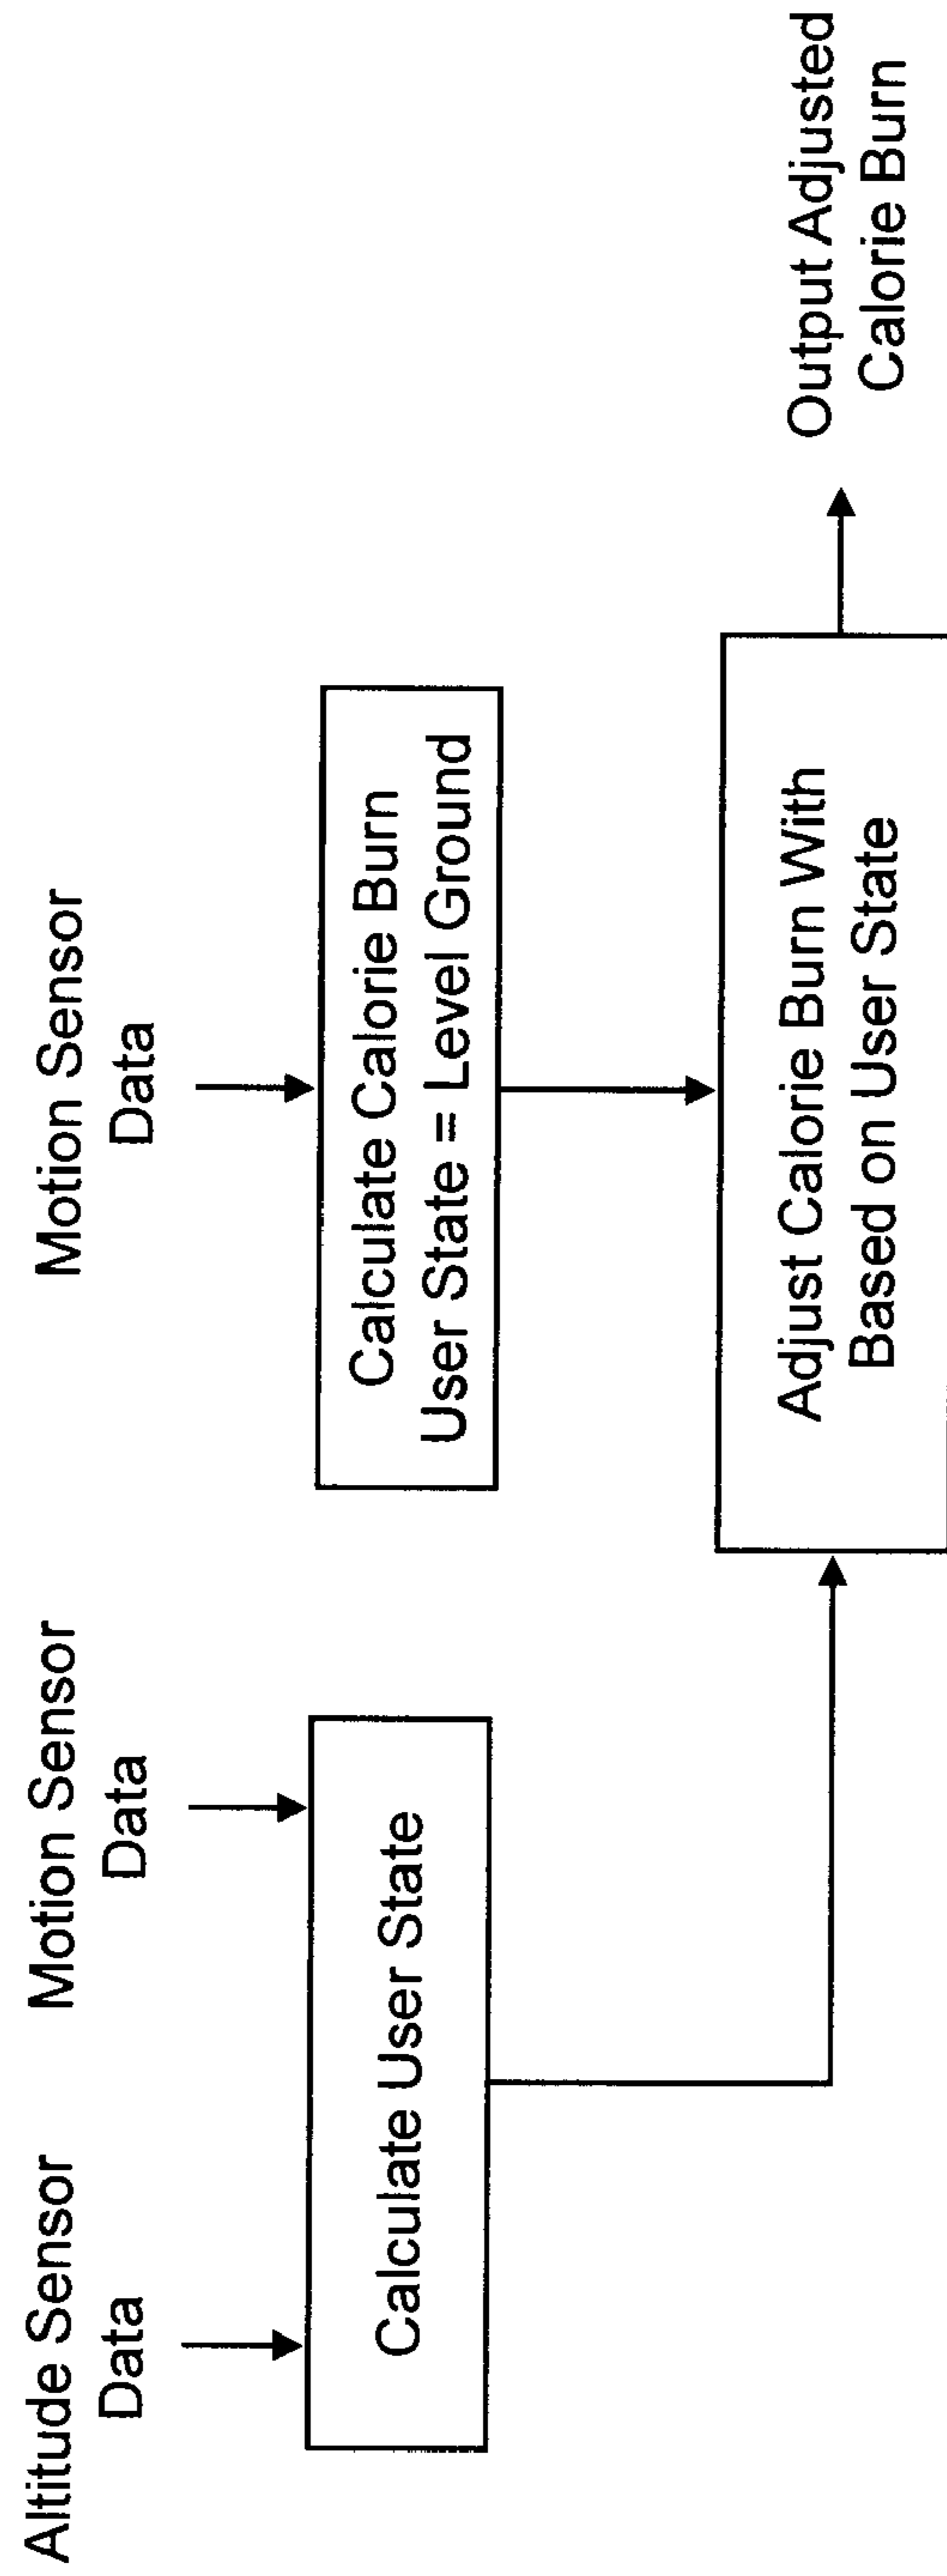 Altitude Sensor
Data
Motion Sensor
Data
Motion Sensor
Data
Calculate User State
Calculate Calorie Burn
User State = Level Ground
Adjust Calorie Burn With
Based on User State
Output Adjusted
Calorie Burn